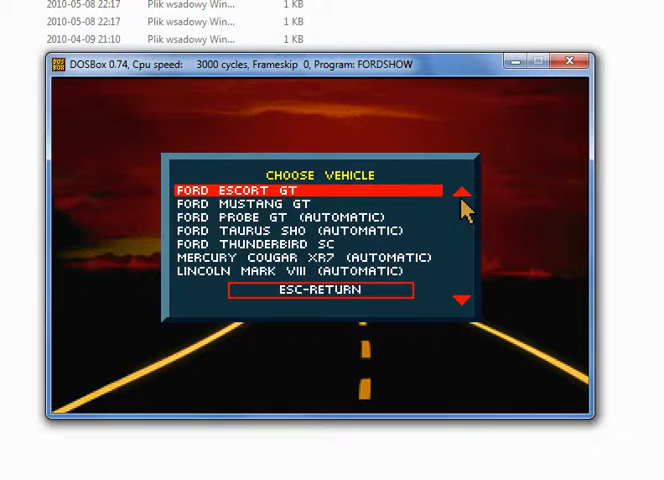 2010-05-08 22:17 Plik wsadowy Win... 1 KB
2010-05-08 22:17 Plik wsadowy Win... 1 KB
2010-04-09 21:10 Plik wsadowy Win... 1 KB
DOS BOX DOSBox 0.74, Cpu speed: 3000 cycles, Frameskip 0, Program: FORDSHOW
CHOOSE VEHICLE
FORD ESCORT GT
FORD MUSTANG GT
FORD PROBE GT (AUTOMATIC)
FORD TAURUS SHO (AUTOMATIC)
FORD THUNDERBIRD SC
MERCURY COUGAR XR7 (AUTOMATIC)
LINCOLN MARK VIII (AUTOMATIC)
ESC-RETURN